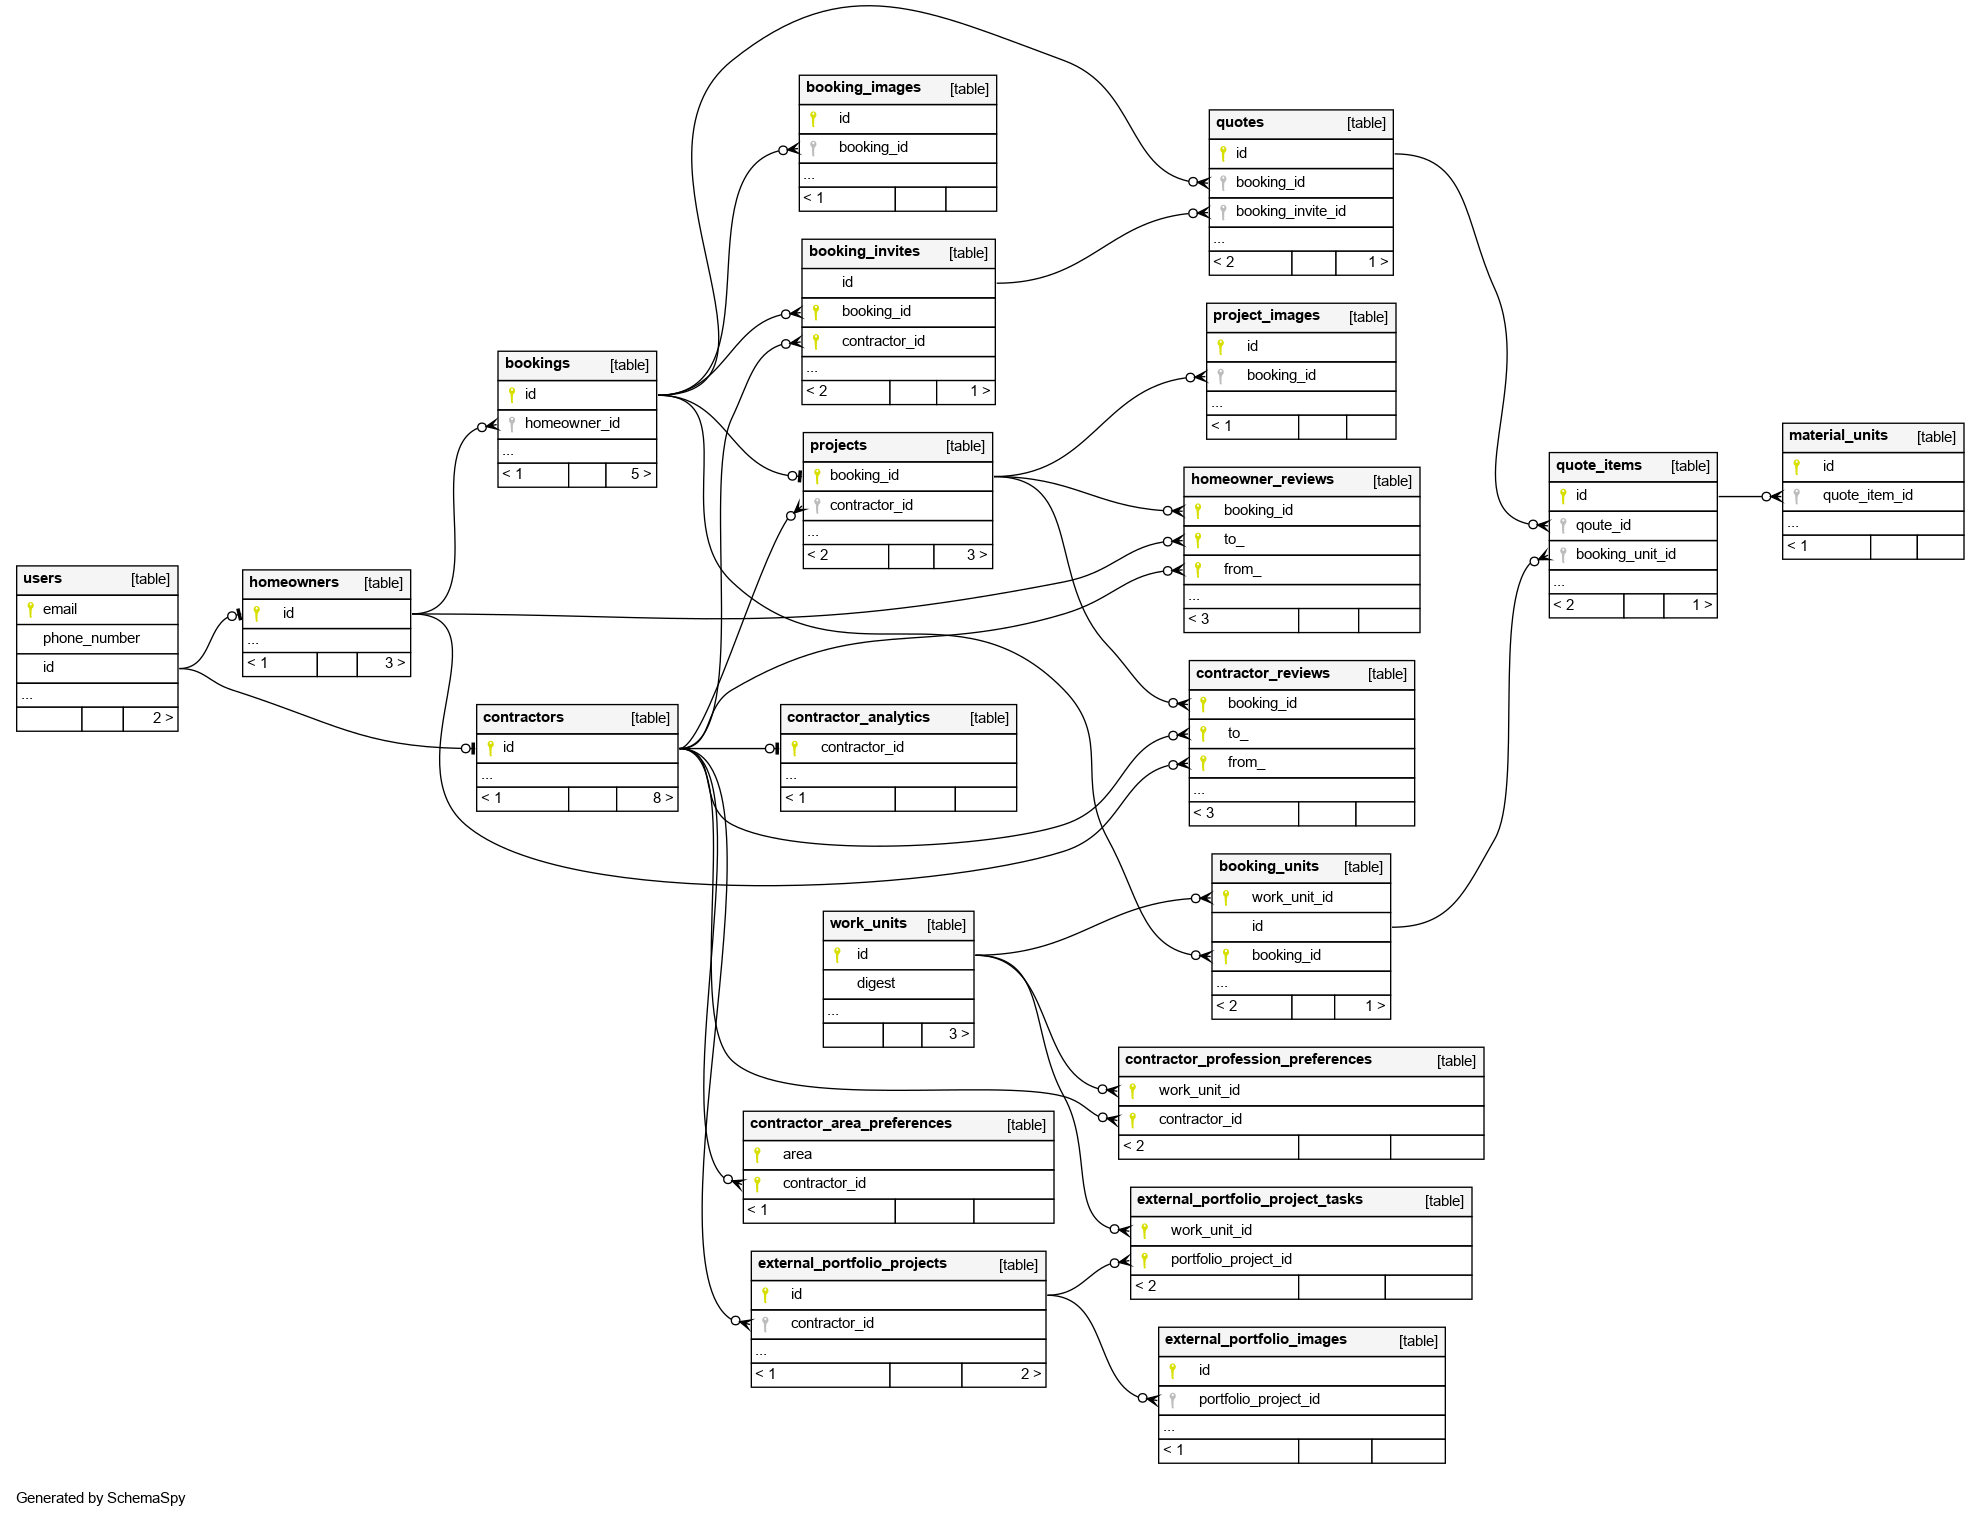 booking_images [table]
id
booking_id
...
< 1
quotes [table]
id
booking_id
booking_invite_id
...
< 2 1 >
booking_invites [table]
id
booking_id
contractor_id
...
< 2 1 >
project_images [table]
id
booking_id
...
< 1
bookings [table]
id
homeowner_id
...
< 1 5 >
projects [table]
booking_id
contractor_id
...
< 2 3 >
homeowner_reviews [table]
booking_id
to_
from_
...
< 3
quote_items [table]
id
qoute_id
booking_unit_id
...
< 2 1 >
material_units [table]
id
quote_item_id
...
< 1
users [table]
email
phone_number
id
...
2 >
homeowners [table]
id
...
< 1 3 >
contractors [table]
id
...
< 1 8 >
contractor_analytics [table]
contractor_id
...
< 1
contractor_reviews [table]
booking_id
to_
from_
...
< 3
booking_units [table]
work_unit_id
id
booking_id
...
< 2 1 >
work_units [table]
id
digest
...
3 >
contractor_profession_preferences [table]
work_unit_id
contractor_id
< 2
contractor_area_preferences [table]
area
contractor_id
< 1
external_portfolio_project_tasks [table]
work_unit_id
portfolio_project_id
< 2
external_portfolio_projects [table]
id
contractor_id
...
< 1 2 >
external_portfolio_images [table]
id
portfolio_project_id
...
< 1
Generated by SchemaSpy